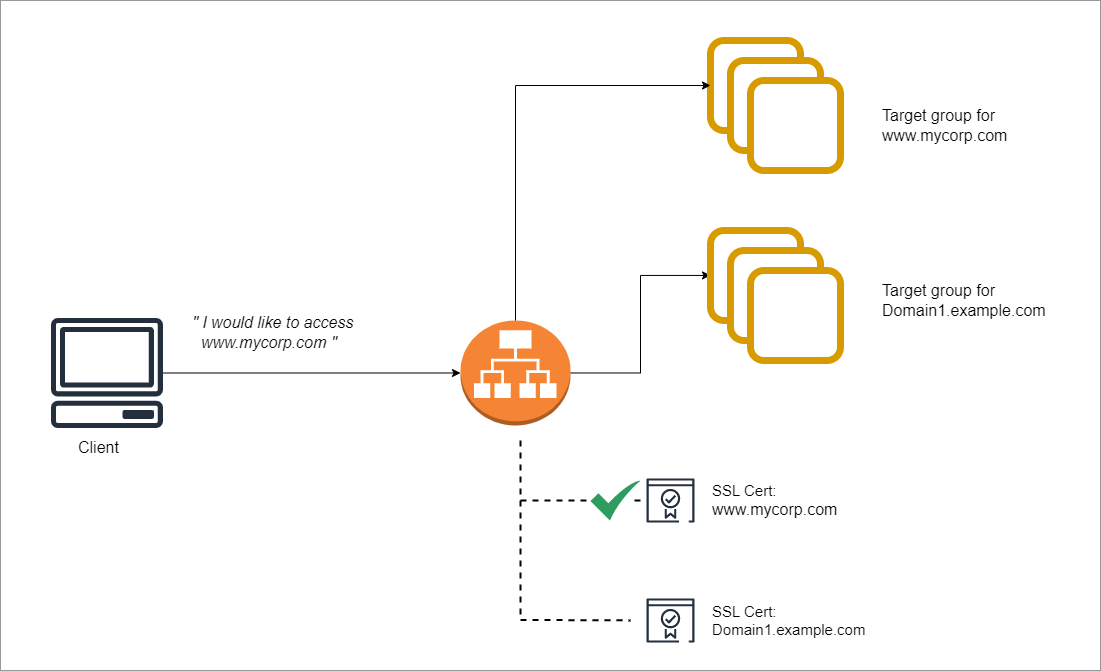 Target group for
www.mycorp.com
Target group for
Domain1.example.com
" I would like to access
www.mycorp.com "
Client
SSL Cert:
www.mycorp.com
SSL Cert:
Domain1.example.com